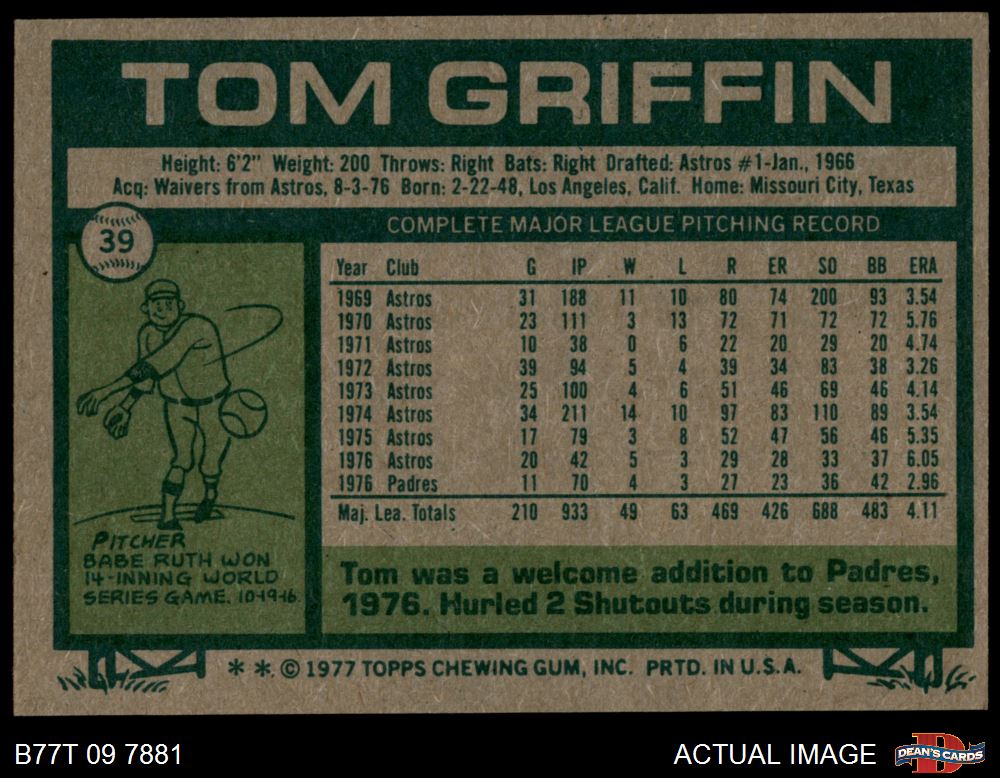 TOM GRIFFIN
Height: 6'2" Weight: 200 Throws: Right Bats: Right Drafted: Astros #1-Jan., 1966
Acq: Waivers from Astros, 8-3-76 Born: 2-22-48, Los Angeles, Calif. Home: Missouri City, Texas
39
COMPLETE MAJOR LEAGUE PITCHING RECORD
Year Club G IP W L R ER SO BB ERA
1969 Astros 31 188 11 10 80 74 200 93 3.54
1970 Astros 23 111 3 13 72 71 72 72 5.76
1971 Astros 10 38 0 6 22 20 29 20 4.74
1972 Astros 39 94 5 4 39 34 83 38 3.26
1973 Astros 25 100 4 6 51 46 69 46 4.14
1974 Astros 34 211 14 10 97 83 110 89 3.54
1975 Astros 17 79 3 8 52 47 56 46 5.35
1976 Astros 20 42 5 3 29 28 33 37 6.05
1976 Padres 11 70 4 3 27 23 36 42 2.96
Maj. Lea. Totals 210 933 49 63 469 426 688 483 4.11
PITCHER
BABE RUTH WON
14-INNING WORLD
SERIES GAME. 10-19-16.
Tom was a welcome addition to Padres,
1976. Hurled 2 Shutouts during season.
* * © 1977 TOPPS CHEWING GUM, INC. PRTD. IN U.S.A.
B77T 09 7881
ACTUAL IMAGE
DEAN'S CARDS